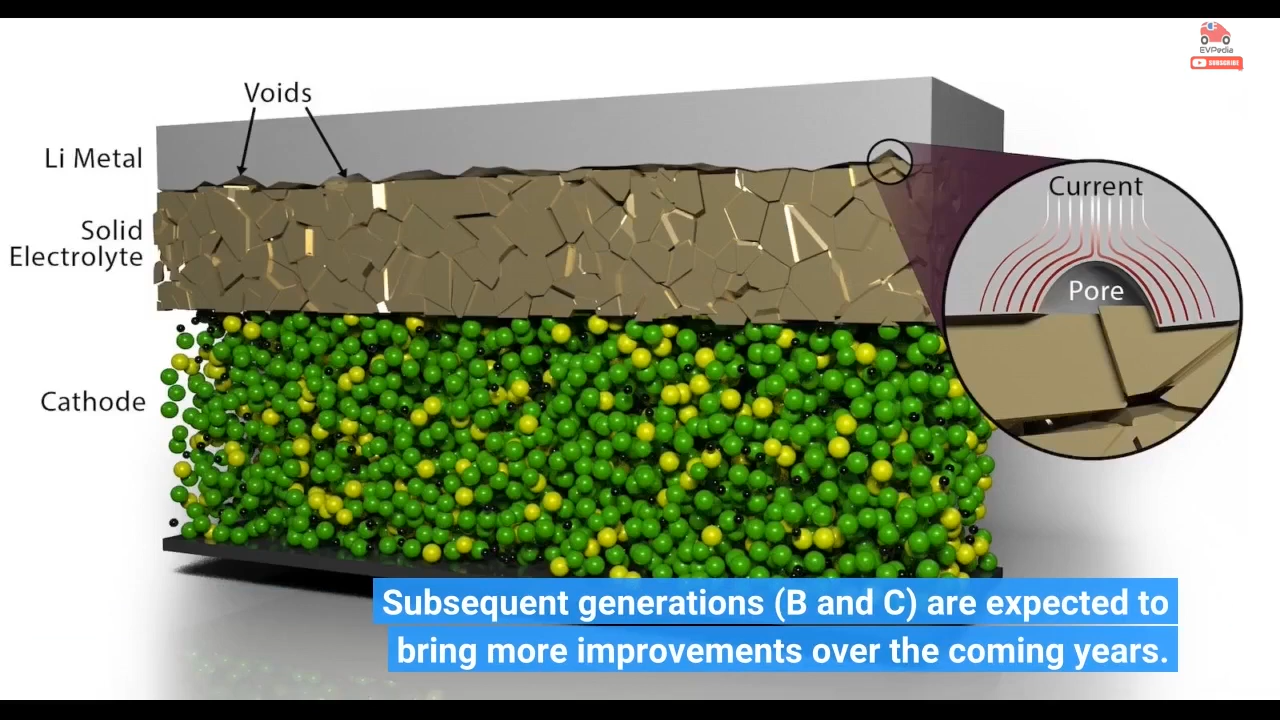 EVPedia
SUBSCRIBE
Voids
Li Metal
Solid
Electrolyte
Cathode
Current
Pore
Subsequent generations (B and C) are expected to
bring more improvements over the coming years.